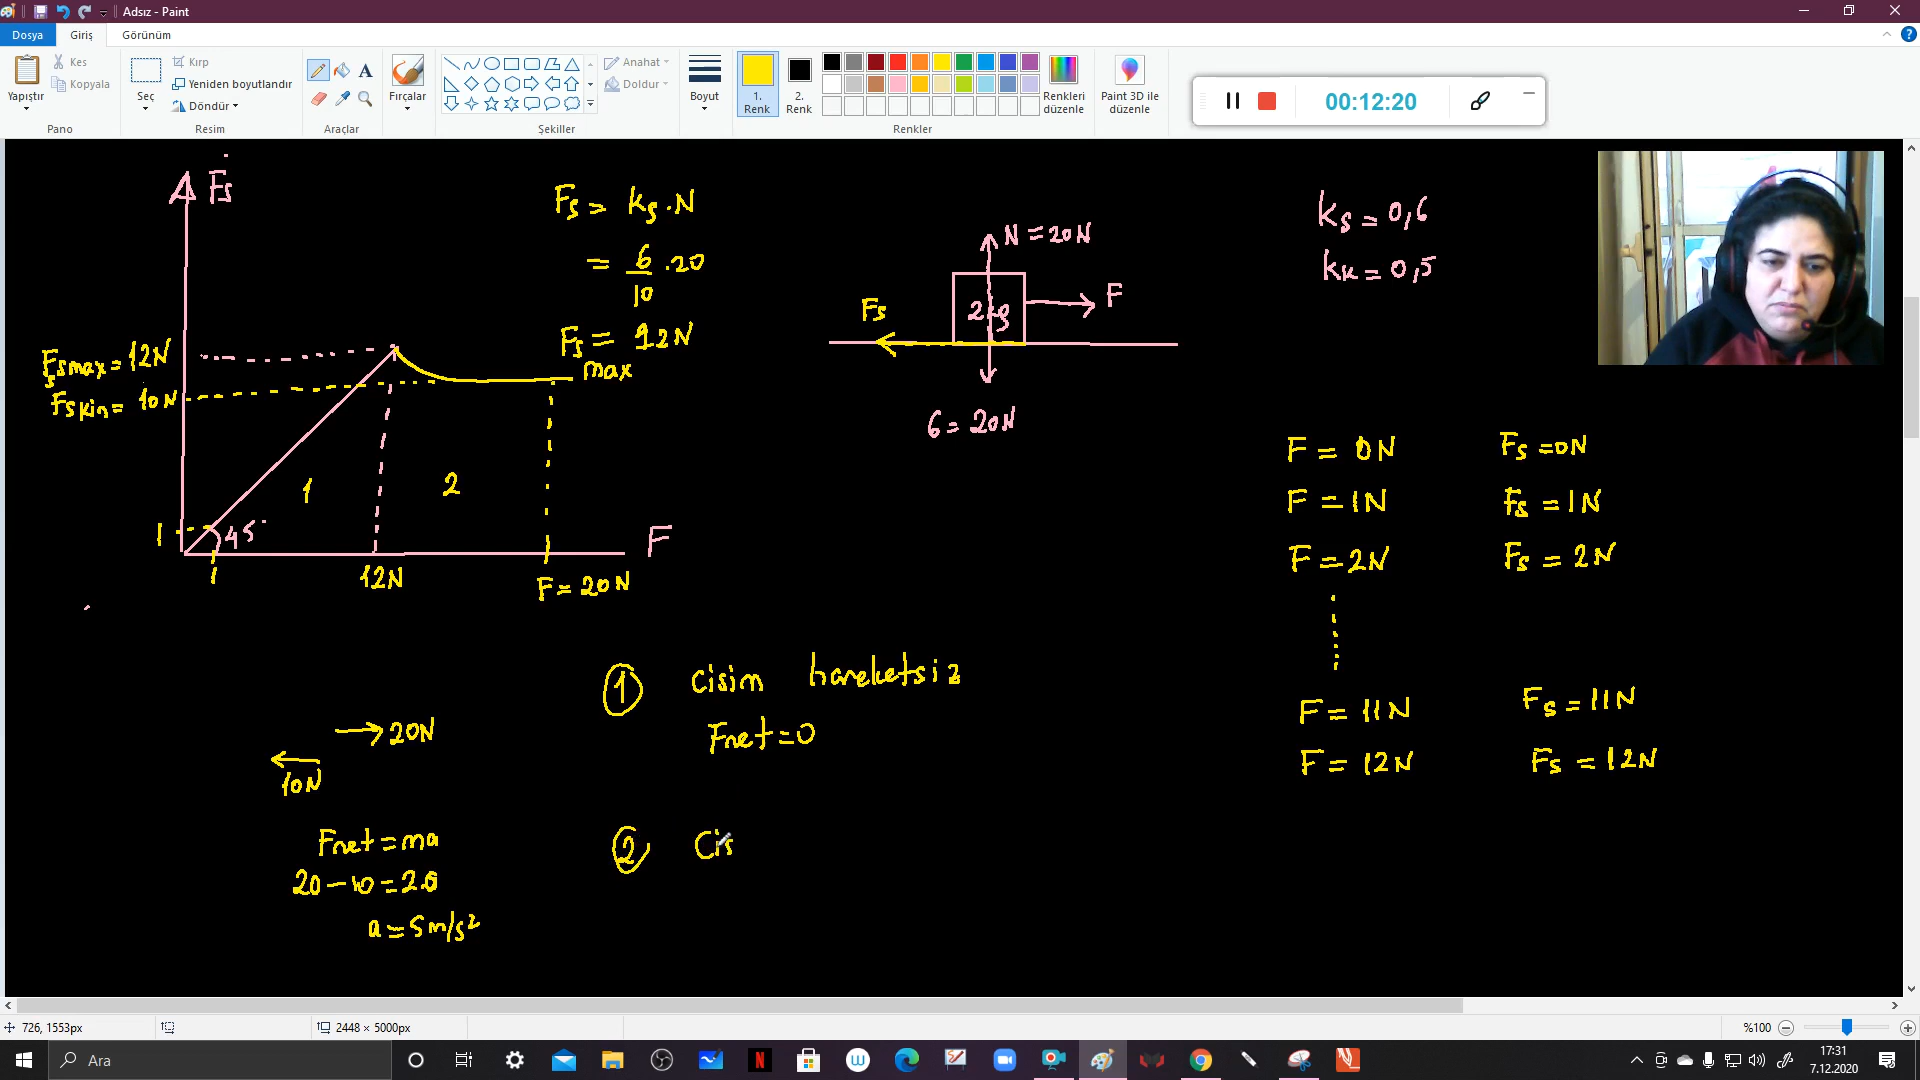 Adsız - Paint
Dosya Giriş Görünüm
Yapıştır
Kes
Kopyala
Pano
Seç
Kırp
Yeniden boyutlandır
Döndür
Resim
A
Araçlar
Fırçalar
Anahat
Doldur
Şekiller
Boyut
1. Renk
2. Renk
Renkleri düzenle
Renkler
Paint 3D ile düzenle
00:12:20
Fs
Fs = ks.N
= 6/10 .20
Fs = 12N
max
Fsmax = 12N
s
Fskin = 10N
1
45
1 2
1
12N
F = 20N
F
N = 20N
Fs
2kg
F
G = 20N
ks = 0,6
kk = 0,5
F = 0N Fs = 0N
F = 1N Fs = 1N
F = 2N Fs = 2N
F = 11N Fs = 11N
F = 12N Fs = 12N
1 cisim hareketsiz
Fnet = 0
20N
10N
Fnet = ma
20 - 10 = 2.a
a = 5m/s²
2 Cis
726, 1553px
2448 × 5000px
%100
Ara
17:31
7.12.2020